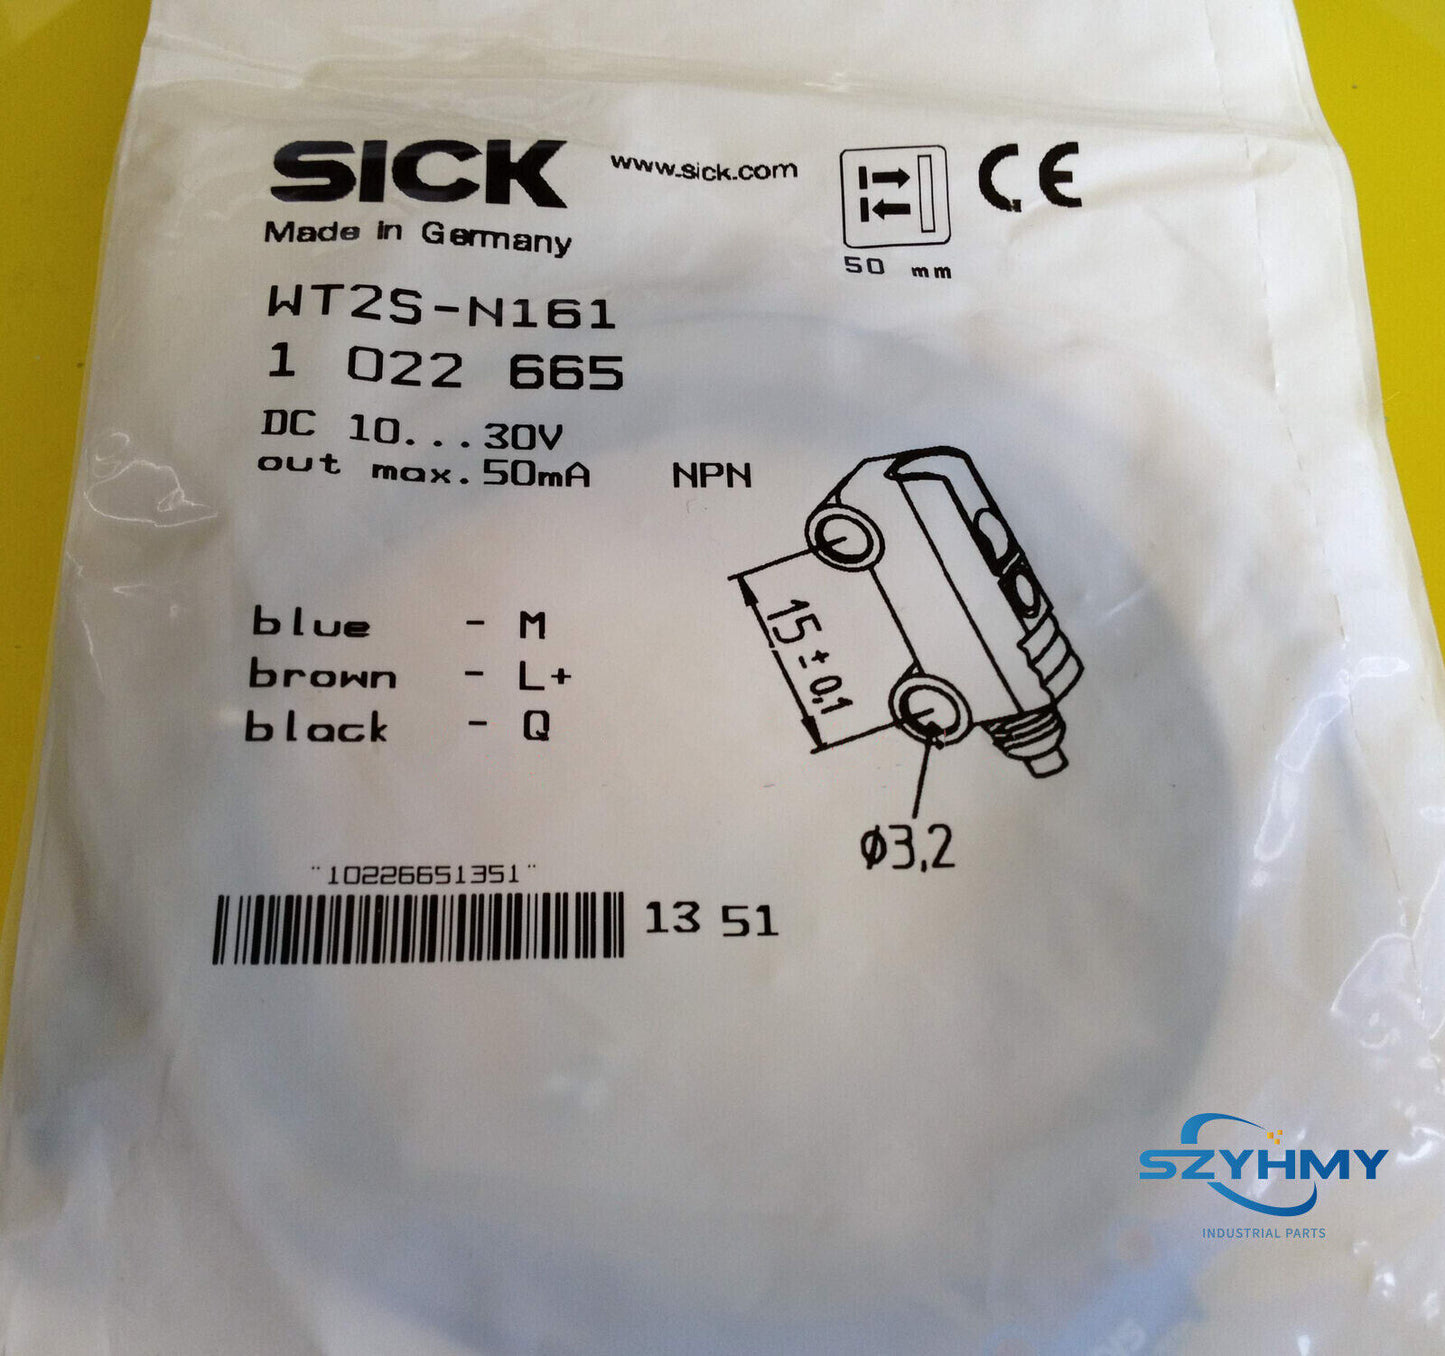 SICK
www.sick.com
CE
Made in Germany
50 mm
WT2S-N161
1 022 665
DC 10...30V
out max. 50mA NPN
15 ± 0,1
blue - M
brown - L+
black - Q
ø3,2
"10226651351"
13 51
SZYHMY
INDUSTRIAL PARTS